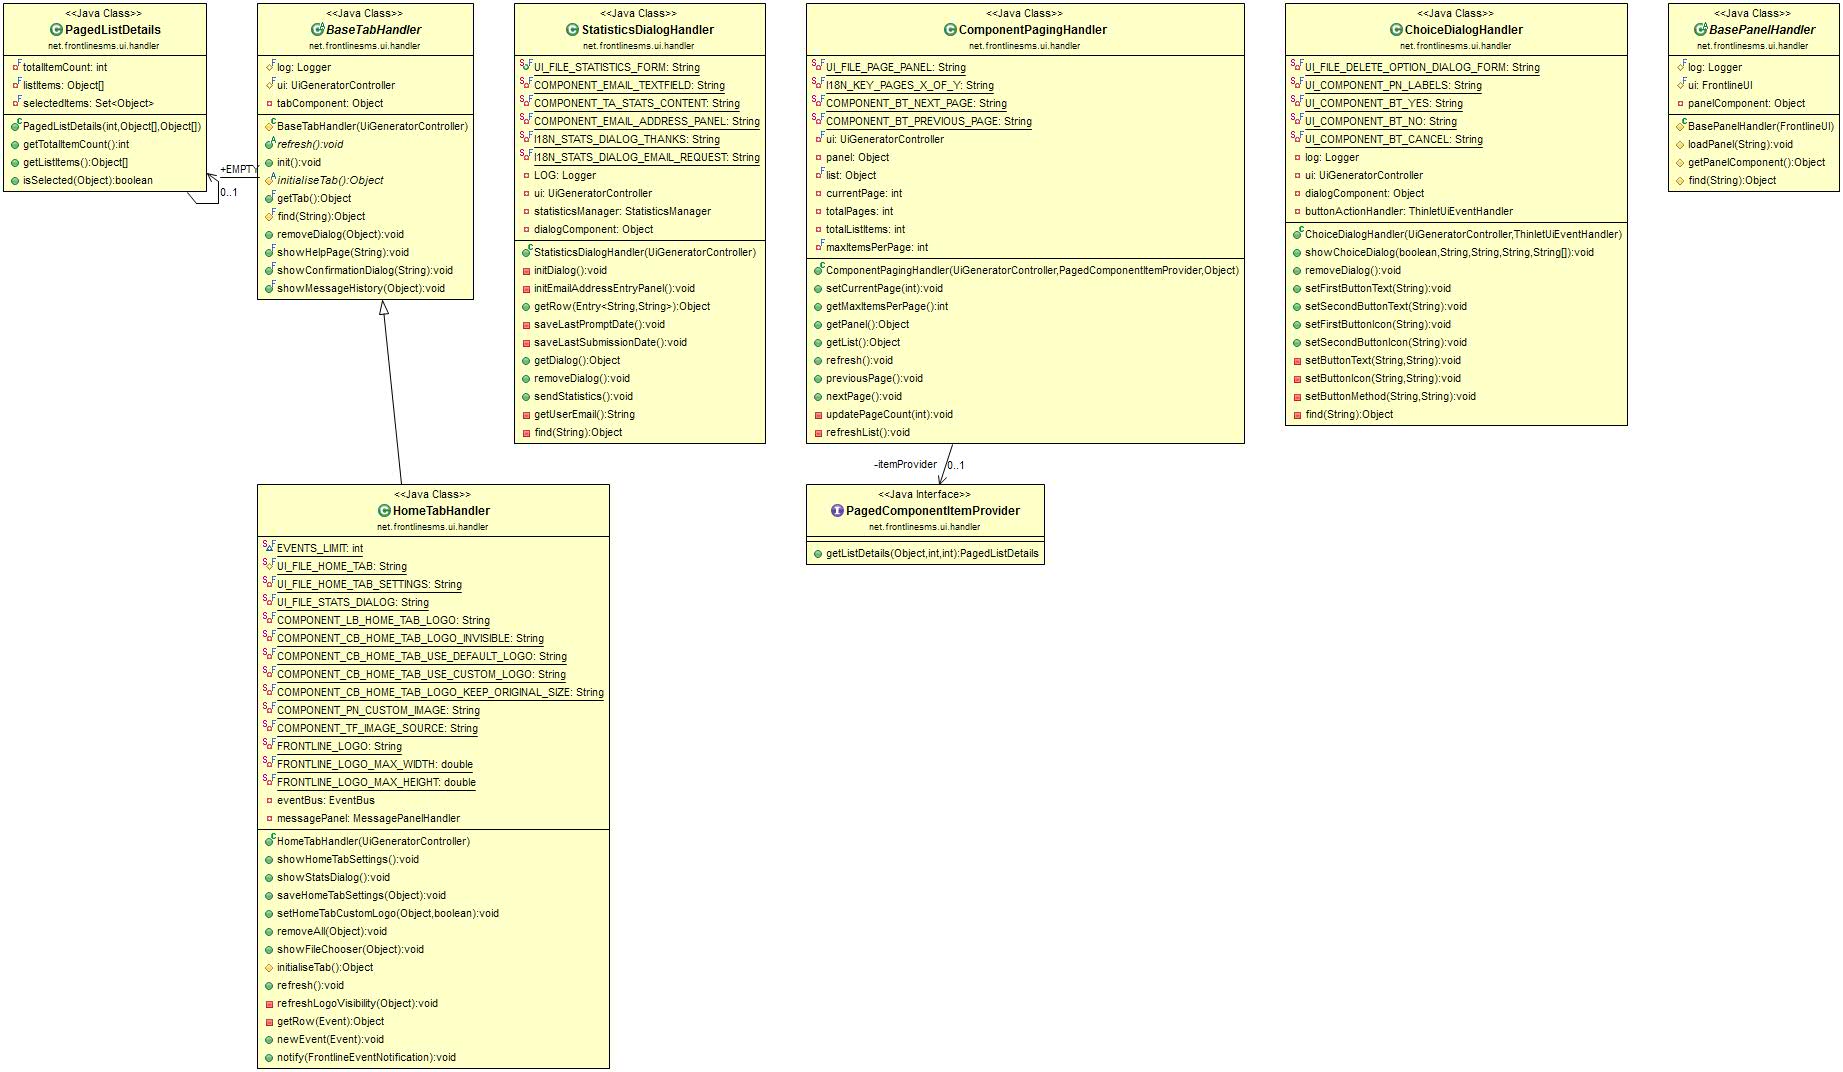 <<Java Class>>
PagedListDetails
net.frontlinesms.ui.handler
totalItemCount: int
listItems: Object[]
selectedItems: Set<Object>
PagedListDetails(int,Object[],Object[])
getTotalItemCount():int
getListItems():Object[]
isSelected(Object):boolean
+EMPTY
0..1
<<Java Class>>
BaseTabHandler
net.frontlinesms.ui.handler
log: Logger
ui: UiGeneratorController
tabComponent: Object
BaseTabHandler(UiGeneratorController)
refresh():void
init():void
initialiseTab():Object
getTab():Object
find(String):Object
removeDialog(Object):void
showHelpPage(String):void
showConfirmationDialog(String):void
showMessageHistory(Object):void
<<Java Class>>
StatisticsDialogHandler
net.frontlinesms.ui.handler
UI_FILE_STATISTICS_FORM: String
COMPONENT_EMAIL_TEXTFIELD: String
COMPONENT_TA_STATS_CONTENT: String
COMPONENT_EMAIL_ADDRESS_PANEL: String
I18N_STATS_DIALOG_THANKS: String
I18N_STATS_DIALOG_EMAIL_REQUEST: String
LOG: Logger
ui: UiGeneratorController
statisticsManager: StatisticsManager
dialogComponent: Object
StatisticsDialogHandler(UiGeneratorController)
initDialog():void
initEmailAddressEntryPanel():void
getRow(Entry<String,String>):Object
saveLastPromptDate():void
saveLastSubmissionDate():void
getDialog():Object
removeDialog():void
sendStatistics():void
getUserEmail():String
find(String):Object
<<Java Class>>
ComponentPagingHandler
net.frontlinesms.ui.handler
UI_FILE_PAGE_PANEL: String
I18N_KEY_PAGES_X_OF_Y: String
COMPONENT_BT_NEXT_PAGE: String
COMPONENT_BT_PREVIOUS_PAGE: String
ui: UiGeneratorController
panel: Object
list: Object
currentPage: int
totalPages: int
totalListItems: int
maxItemsPerPage: int
ComponentPagingHandler(UiGeneratorController,PagedComponentItemProvider,Object)
setCurrentPage(int):void
getMaxItemsPerPage():int
getPanel():Object
getList():Object
refresh():void
previousPage():void
nextPage():void
updatePageCount(int):void
refreshList():void
-itemProvider
0..1
<<Java Interface>>
PagedComponentItemProvider
net.frontlinesms.ui.handler
getListDetails(Object,int,int):PagedListDetails
<<Java Class>>
ChoiceDialogHandler
net.frontlinesms.ui.handler
UI_FILE_DELETE_OPTION_DIALOG_FORM: String
UI_COMPONENT_PN_LABELS: String
UI_COMPONENT_BT_YES: String
UI_COMPONENT_BT_NO: String
UI_COMPONENT_BT_CANCEL: String
log: Logger
ui: UiGeneratorController
dialogComponent: Object
buttonActionHandler: ThinletUiEventHandler
ChoiceDialogHandler(UiGeneratorController,ThinletUiEventHandler)
showChoiceDialog(boolean,String,String,String,String[]):void
removeDialog():void
setFirstButtonText(String):void
setSecondButtonText(String):void
setFirstButtonIcon(String):void
setSecondButtonIcon(String):void
setButtonText(String,String):void
setButtonIcon(String,String):void
setButtonMethod(String,String):void
find(String):Object
<<Java Class>>
BasePanelHandler
net.frontlinesms.ui.handler
log: Logger
ui: FrontlineUI
panelComponent: Object
BasePanelHandler(FrontlineUI)
loadPanel(String):void
getPanelComponent():Object
find(String):Object
<<Java Class>>
HomeTabHandler
net.frontlinesms.ui.handler
EVENTS_LIMIT: int
UI_FILE_HOME_TAB: String
UI_FILE_HOME_TAB_SETTINGS: String
UI_FILE_STATS_DIALOG: String
COMPONENT_LB_HOME_TAB_LOGO: String
COMPONENT_CB_HOME_TAB_LOGO_INVISIBLE: String
COMPONENT_CB_HOME_TAB_USE_DEFAULT_LOGO: String
COMPONENT_CB_HOME_TAB_USE_CUSTOM_LOGO: String
COMPONENT_CB_HOME_TAB_LOGO_KEEP_ORIGINAL_SIZE: String
COMPONENT_PN_CUSTOM_IMAGE: String
COMPONENT_TF_IMAGE_SOURCE: String
FRONTLINE_LOGO: String
FRONTLINE_LOGO_MAX_WIDTH: double
FRONTLINE_LOGO_MAX_HEIGHT: double
eventBus: EventBus
messagePanel: MessagePanelHandler
HomeTabHandler(UiGeneratorController)
showHomeTabSettings():void
showStatsDialog():void
saveHomeTabSettings(Object):void
setHomeTabCustomLogo(Object,boolean):void
removeAll(Object):void
showFileChooser(Object):void
initialiseTab():Object
refresh():void
refreshLogoVisibility(Object):void
getRow(Event):Object
newEvent(Event):void
notify(FrontlineEventNotification):void